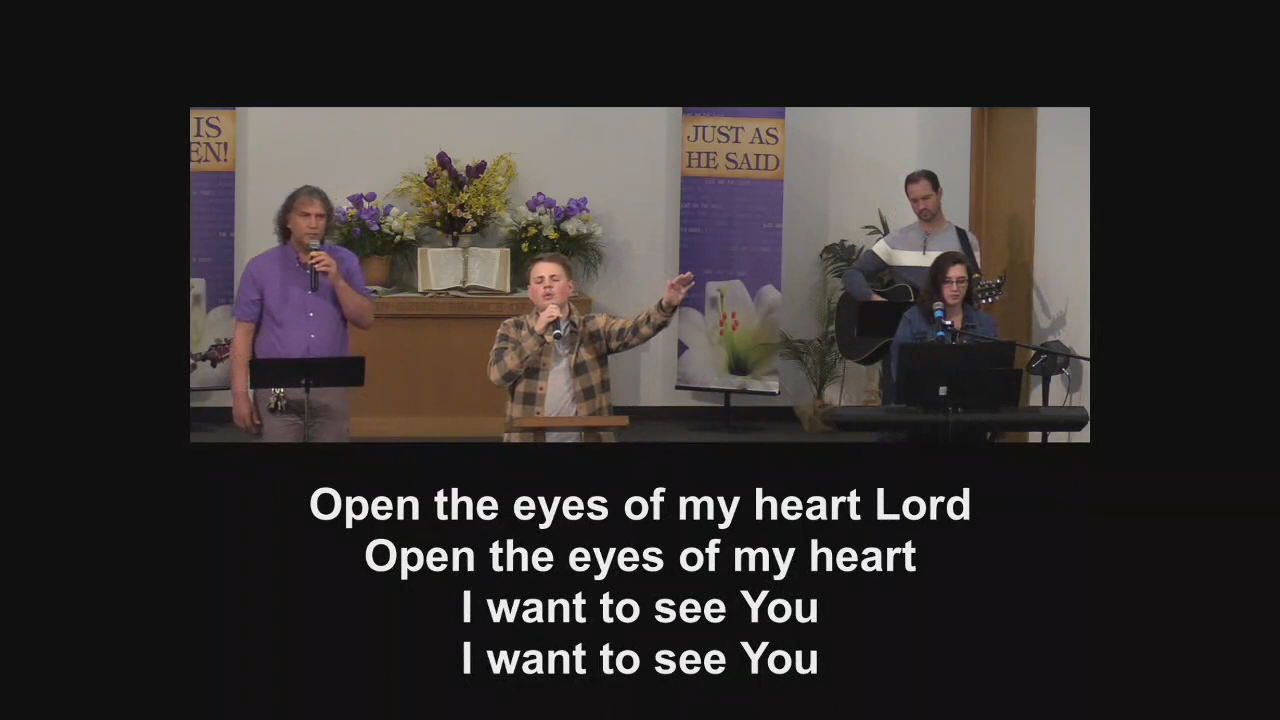 IS
EN!
JUST AS
HE SAID
Open the eyes of my heart Lord
Open the eyes of my heart
I want to see You
I want to see You